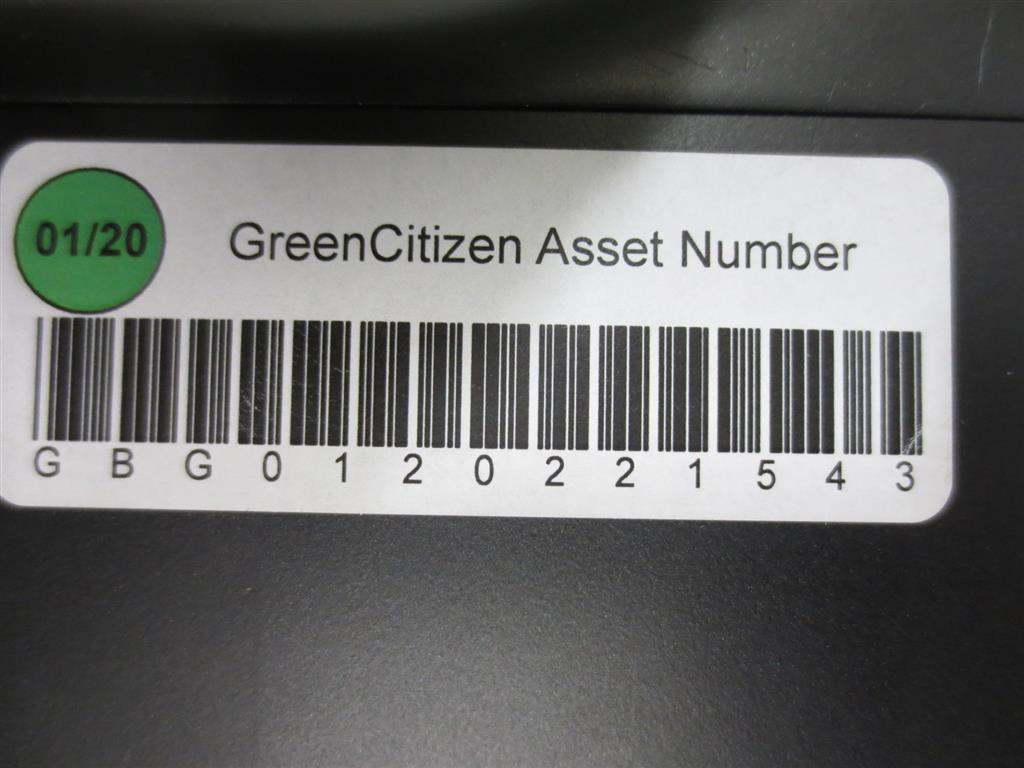 01/20
GreenCitizen Asset Number
GBG0120221543